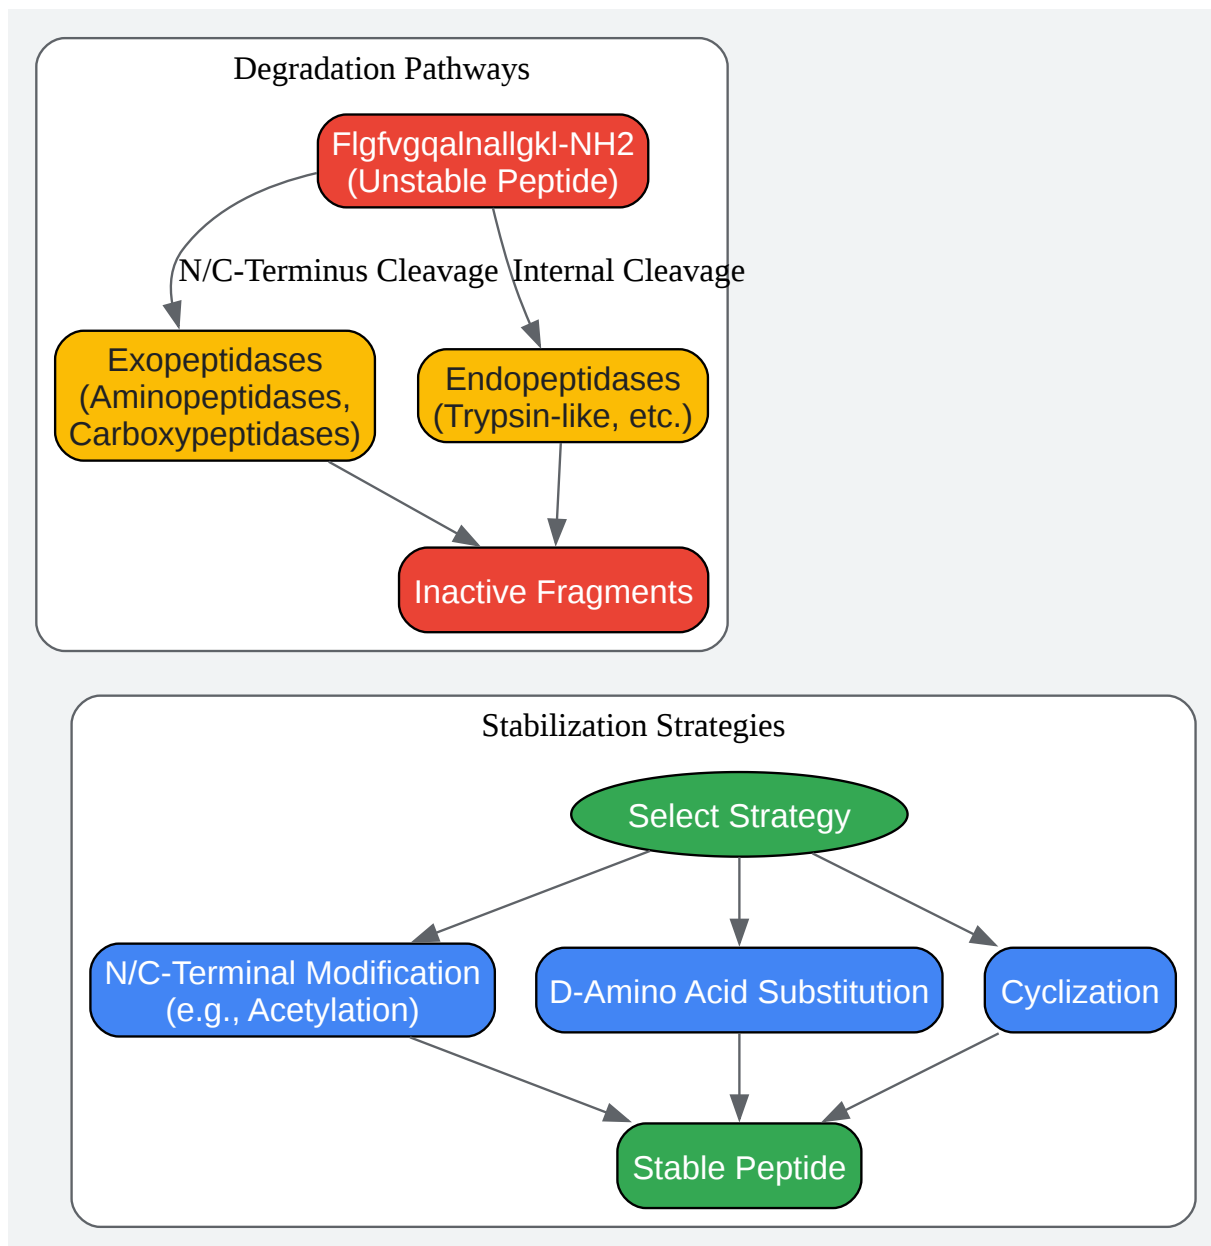 Degradation Pathways
Flgfvgqalnallgkl-NH2
(Unstable Peptide)
N/C-Terminus Cleavage
Internal Cleavage
Exopeptidases
(Aminopeptidases,
Carboxypeptidases)
Endopeptidases
(Trypsin-like, etc.)
Inactive Fragments
Stabilization Strategies
Select Strategy
N/C-Terminal Modification
(e.g., Acetylation)
D-Amino Acid Substitution
Cyclization
Stable Peptide